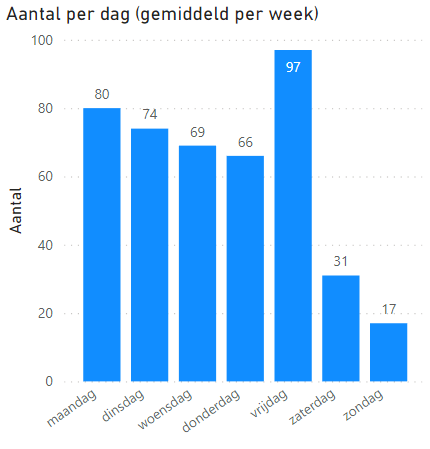 Aantal per dag (gemiddeld per week)
100
80
60
40
20
0
Aantal
80
74
69
66
97
31
17
maandag
dinsdag
woensdag
donderdag
vrijdag
zaterdag
zondag